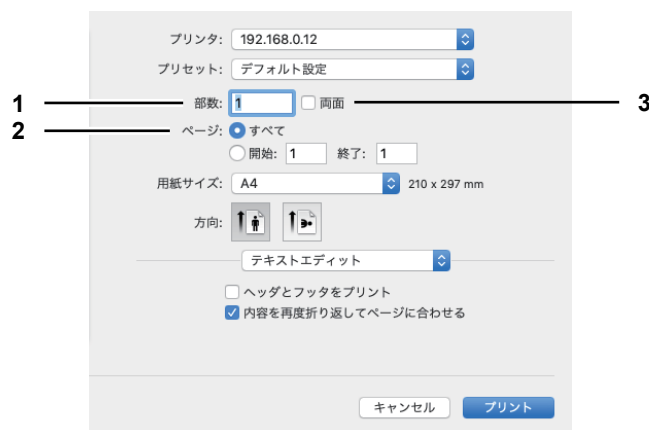 プリンタ: 192.168.0.12
プリセット: デフォルト設定
1 部数: 1 両面 3
2 ページ: すべて
開始: 1 終了: 1
用紙サイズ: A4 210 x 297 mm
方向:
テキストエディット
ヘッダとフッタをプリント
内容を再度折り返してページに合わせる
キャンセル プリント